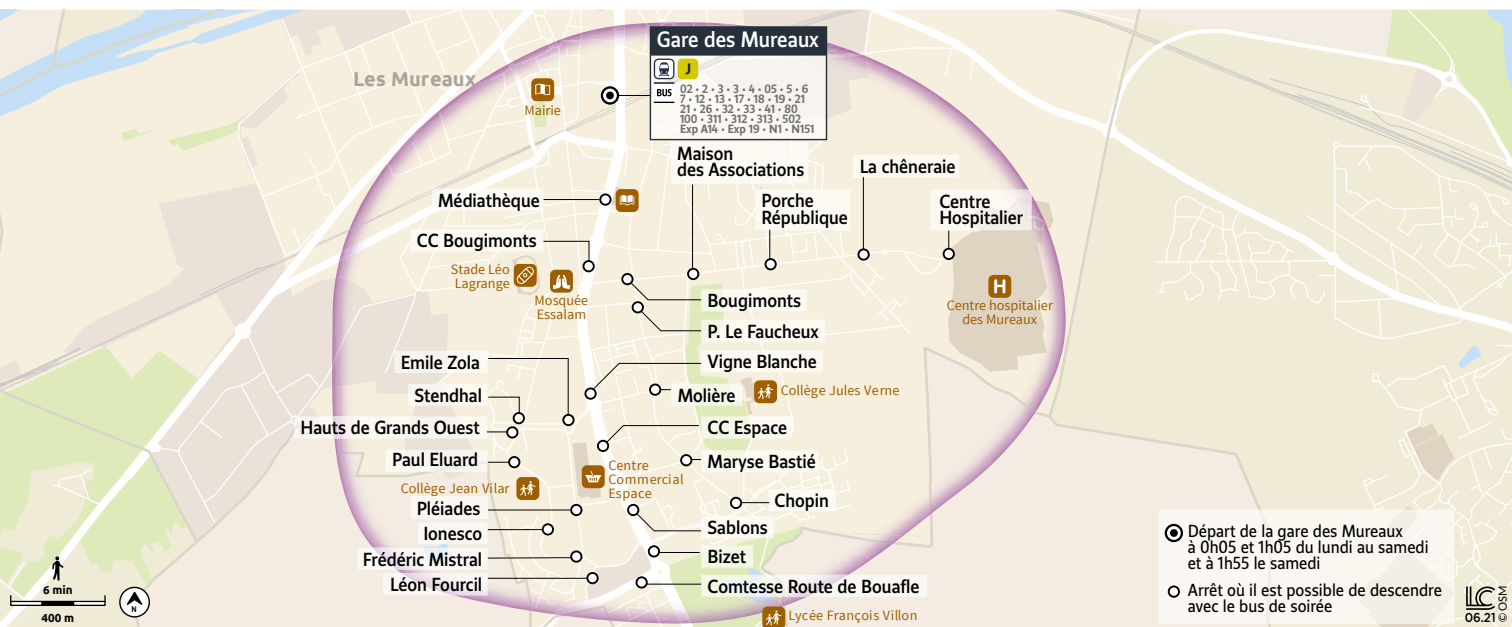 Gare des Mureaux
J
BUS
02 • 2 • 3 • 3 • 4 • 05 • 5 • 6
7 • 12 • 13 • 17 • 18 • 19 • 21
21 • 26 • 32 • 33 • 41 • 80
100 • 311 • 312 • 313 • 502
Exp A14 • Exp 19 • N1 • N151
Les Mureaux
Mairie
Maison
des Associations
La chêneraie
Médiathèque
Porche
République
Centre
Hospitalier
CC Bougimonts
Stade Léo
Lagrange
Mosquée
Essalam
H
Centre hospitalier
des Mureaux
Bougimonts
P. Le Faucheux
Emile Zola
Vigne Blanche
Stendhal
Molière
Collège Jules Verne
Hauts de Grands Ouest
CC Espace
Paul Eluard
Maryse Bastié
Centre
Commercial
Espace
Collège Jean Vilar
Chopin
Pléiades
Ionesco
Sablons
Frédéric Mistral
Bizet
Léon Fourcil
Comtesse Route de Bouafle
Lycée François Villon
6 min
400 m
N
Départ de la gare des Mureaux
à 0h05 et 1h05 du lundi au samedi
et à 1h55 le samedi
Arrêt où il est possible de descendre
avec le bus de soirée
LC
06.21
© OSM